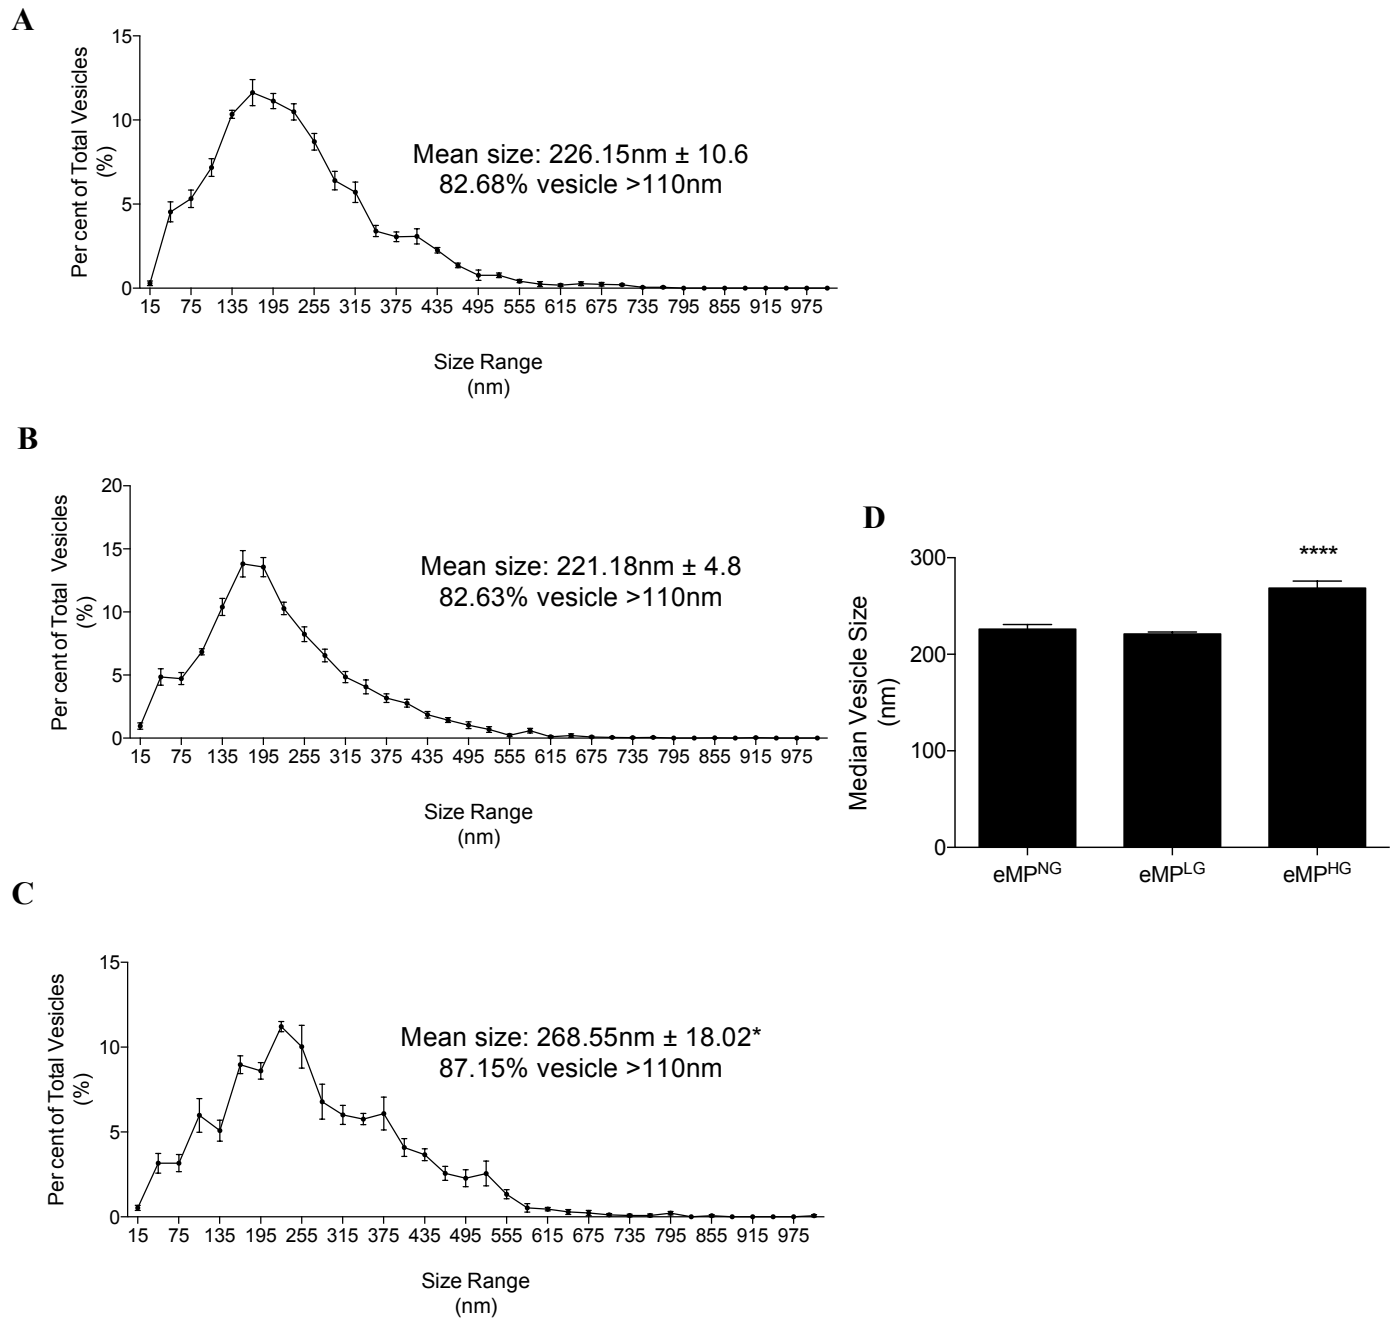 A
15
10
5
0
Per cent of Total Vesicles
(%)
Mean size: 226.15nm ± 10.6
82.68% vesicle >110nm
15 75 135 195 255 315 375 435 495 555 615 675 735 795 855 915 975
Size Range
(nm)
B
20
15
10
5
0
Per cent of Total Vesicles
(%)
Mean size: 221.18nm ± 4.8
82.63% vesicle >110nm
15 75 135 195 255 315 375 435 495 555 615 675 735 795 855 915 975
Size Range
(nm)
D
300
200
100
0
Median Vesicle Size
(nm)
****
eMPNG eMPLG eMPHG
C
15
10
5
0
Per cent of Total Vesicles
(%)
Mean size: 268.55nm ± 18.02*
87.15% vesicle >110nm
15 75 135 195 255 315 375 435 495 555 615 675 735 795 855 915 975
Size Range
(nm)